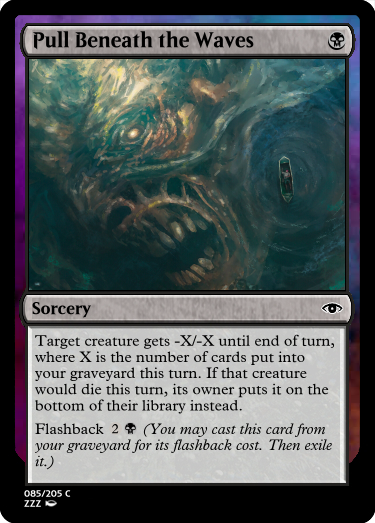 Pull Beneath the Waves
Sorcery
Target creature gets -X/-X until end of turn,
where X is the number of cards put into
your graveyard this turn. If that creature
would die this turn, its owner puts it on the
bottom of their library instead.
Flashback 2 (You may cast this card from
your graveyard for its flashback cost. Then exile
it.)
085/205 C
ZZZ